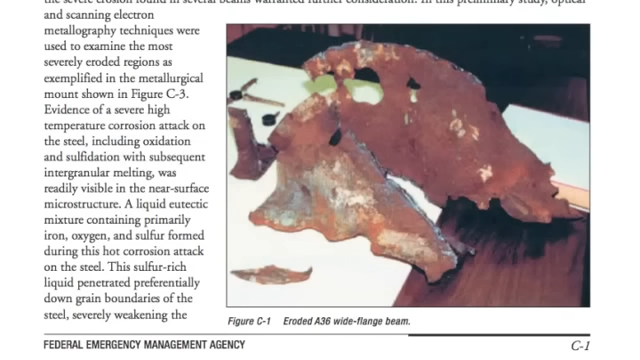 the severe erosion found in several beams warranted further consideration. In this preliminary study, optical
and scanning electron
metallography techniques were
used to examine the most
severely eroded regions as
exemplified in the metallurgical
mount shown in Figure C-3.
Evidence of a severe high
temperature corrosion attack on
the steel, including oxidation
and sulfidation with subsequent
intergranular melting, was
readily visible in the near-surface
microstructure. A liquid eutectic
mixture containing primarily
iron, oxygen, and sulfur formed
during this hot corrosion attack
on the steel. This sulfur-rich
liquid penetrated preferentially
down grain boundaries of the
steel, severely weakening the
Figure C-1 Eroded A36 wide-flange beam.
FEDERAL EMERGENCY MANAGEMENT AGENCY
C-1